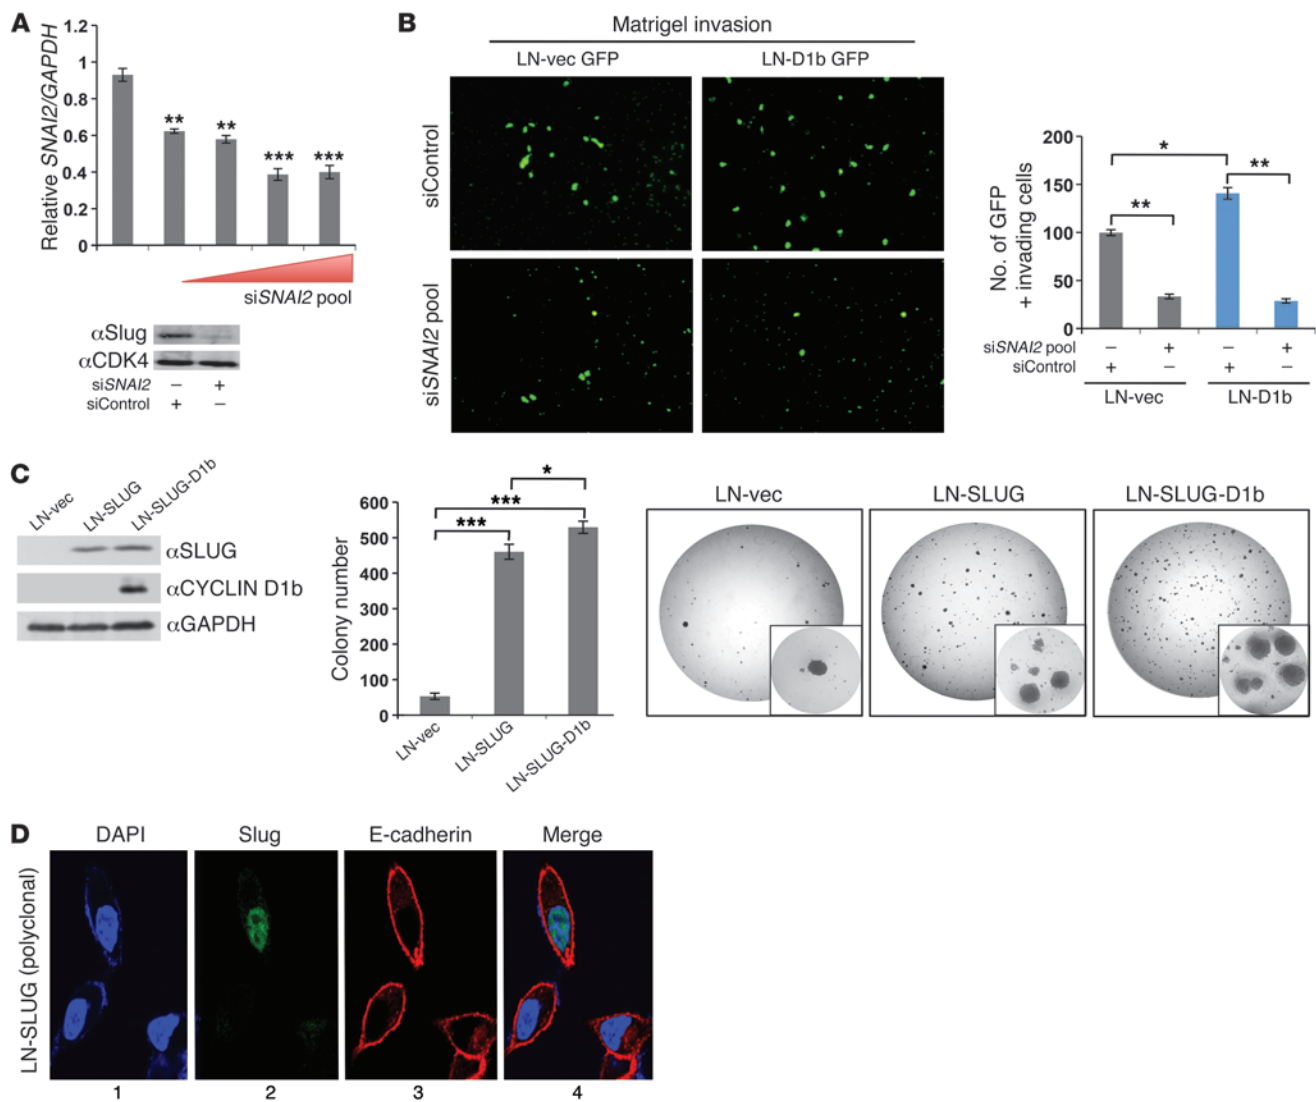 A
Relative SNAI2/GAPDH
1.2
1
0.8
0.6
0.4
0.2
0
**
**
***
***
siSNAI2 pool
αSlug
αCDK4
siSNAI2 – +
siControl + –
B
Matrigel invasion
LN-vec GFP LN-D1b GFP
siControl
siSNAI2 pool
No. of GFP
+ invading cells
200
150
100
50
0
*
**
**
siSNAI2 pool – + – +
siControl + – + –
LN-vec LN-D1b
C
LN-vec
LN-SLUG
LN-SLUG-D1b
αSLUG
αCYCLIN D1b
αGAPDH
Colony number
600
500
400
300
200
100
0
*
***
***
LN-vec
LN-SLUG
LN-SLUG-D1b
LN-vec LN-SLUG LN-SLUG-D1b
D
DAPI Slug E-cadherin Merge
LN-SLUG (polyclonal)
1 2 3 4